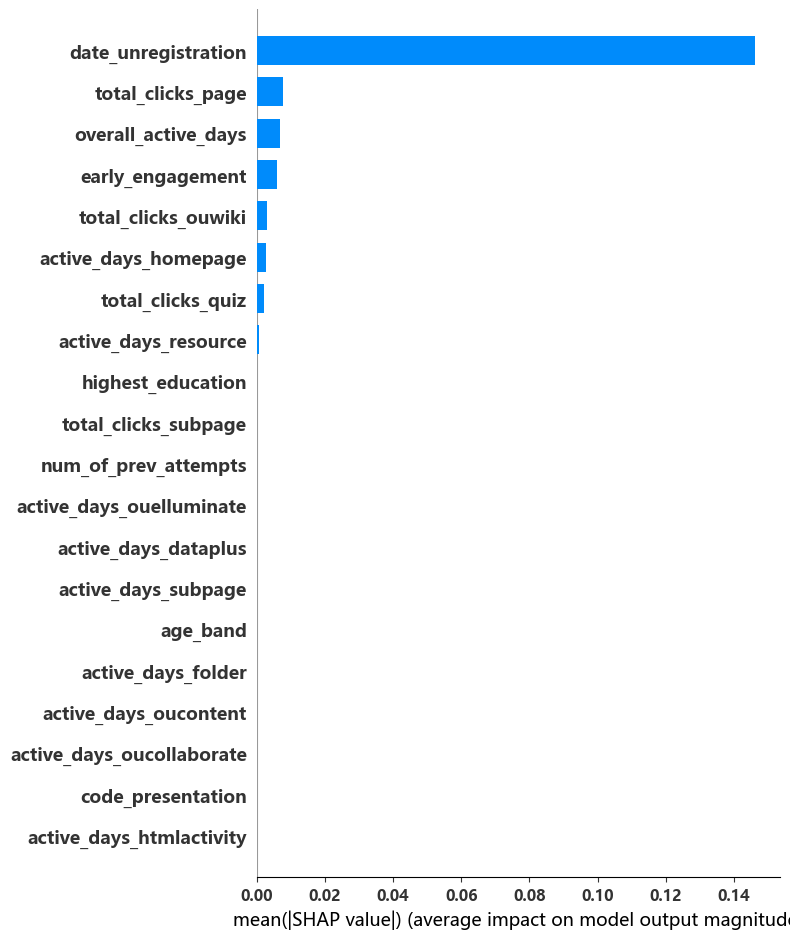 date_unregistration
total_clicks_page
overall_active_days
early_engagement
total_clicks_ouwiki
active_days_homepage
total_clicks_quiz
active_days_resource
highest_education
total_clicks_subpage
num_of_prev_attempts
active_days_ouelluminate
active_days_dataplus
active_days_subpage
age_band
active_days_folder
active_days_oucontent
active_days_oucollaborate
code_presentation
active_days_htmlactivity
0.00 0.02 0.04 0.06 0.08 0.10 0.12 0.14
mean(|SHAP value|) (average impact on model output magnitude